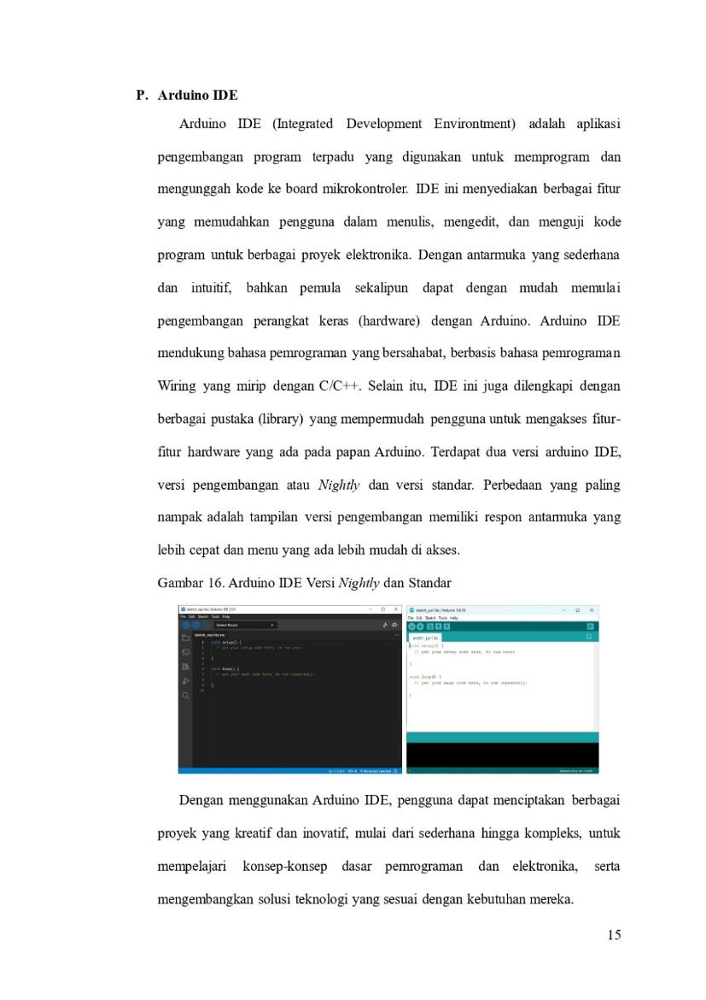 P. Arduino IDE
Arduino IDE (Integrated Development Environtment) adalah aplikasi
pengembangan program terpadu yang digunakan untuk memprogram dan
mengunggah kode ke board mikrokontroler. IDE ini menyediakan berbagai fitur
yang memudahkan pengguna dalam menulis, mengedit, dan menguji kode
program untuk berbagai proyek elektronika. Dengan antarmuka yang sederhana
dan intuitif, bahkan pemula sekalipun dapat dengan mudah memulai
pengembangan perangkat keras (hardware) dengan Arduino. Arduino IDE
mendukung bahasa pemrograman yang bersahabat, berbasis bahasa pemrograman
Wiring yang mirip dengan C/C++. Selain itu, IDE ini juga dilengkapi dengan
berbagai pustaka (library) yang mempermudah pengguna untuk mengakses fitur-
fitur hardware yang ada pada papan Arduino. Terdapat dua versi arduino IDE,
versi pengembangan atau Nightly dan versi standar. Perbedaan yang paling
nampak adalah tampilan versi pengembangan memiliki respon antarmuka yang
lebih cepat dan menu yang ada lebih mudah di akses.
Gambar 16. Arduino IDE Versi Nightly dan Standar
File Edit Sketch Tools Help
Select Board
void setup() {
// put your setup code here, to run once:
}
void loop() {
// put your main code here, to run repeatedly:
}
File Edit Sketch Tools Help
void setup() {
// put your setup code here, to run once:
}
void loop() {
// put your main code here, to run repeatedly:
}
Dengan menggunakan Arduino IDE, pengguna dapat menciptakan berbagai
proyek yang kreatif dan inovatif, mulai dari sederhana hingga kompleks, untuk
mempelajari konsep-konsep dasar pemrograman dan elektronika, serta
mengembangkan solusi teknologi yang sesuai dengan kebutuhan mereka.
15